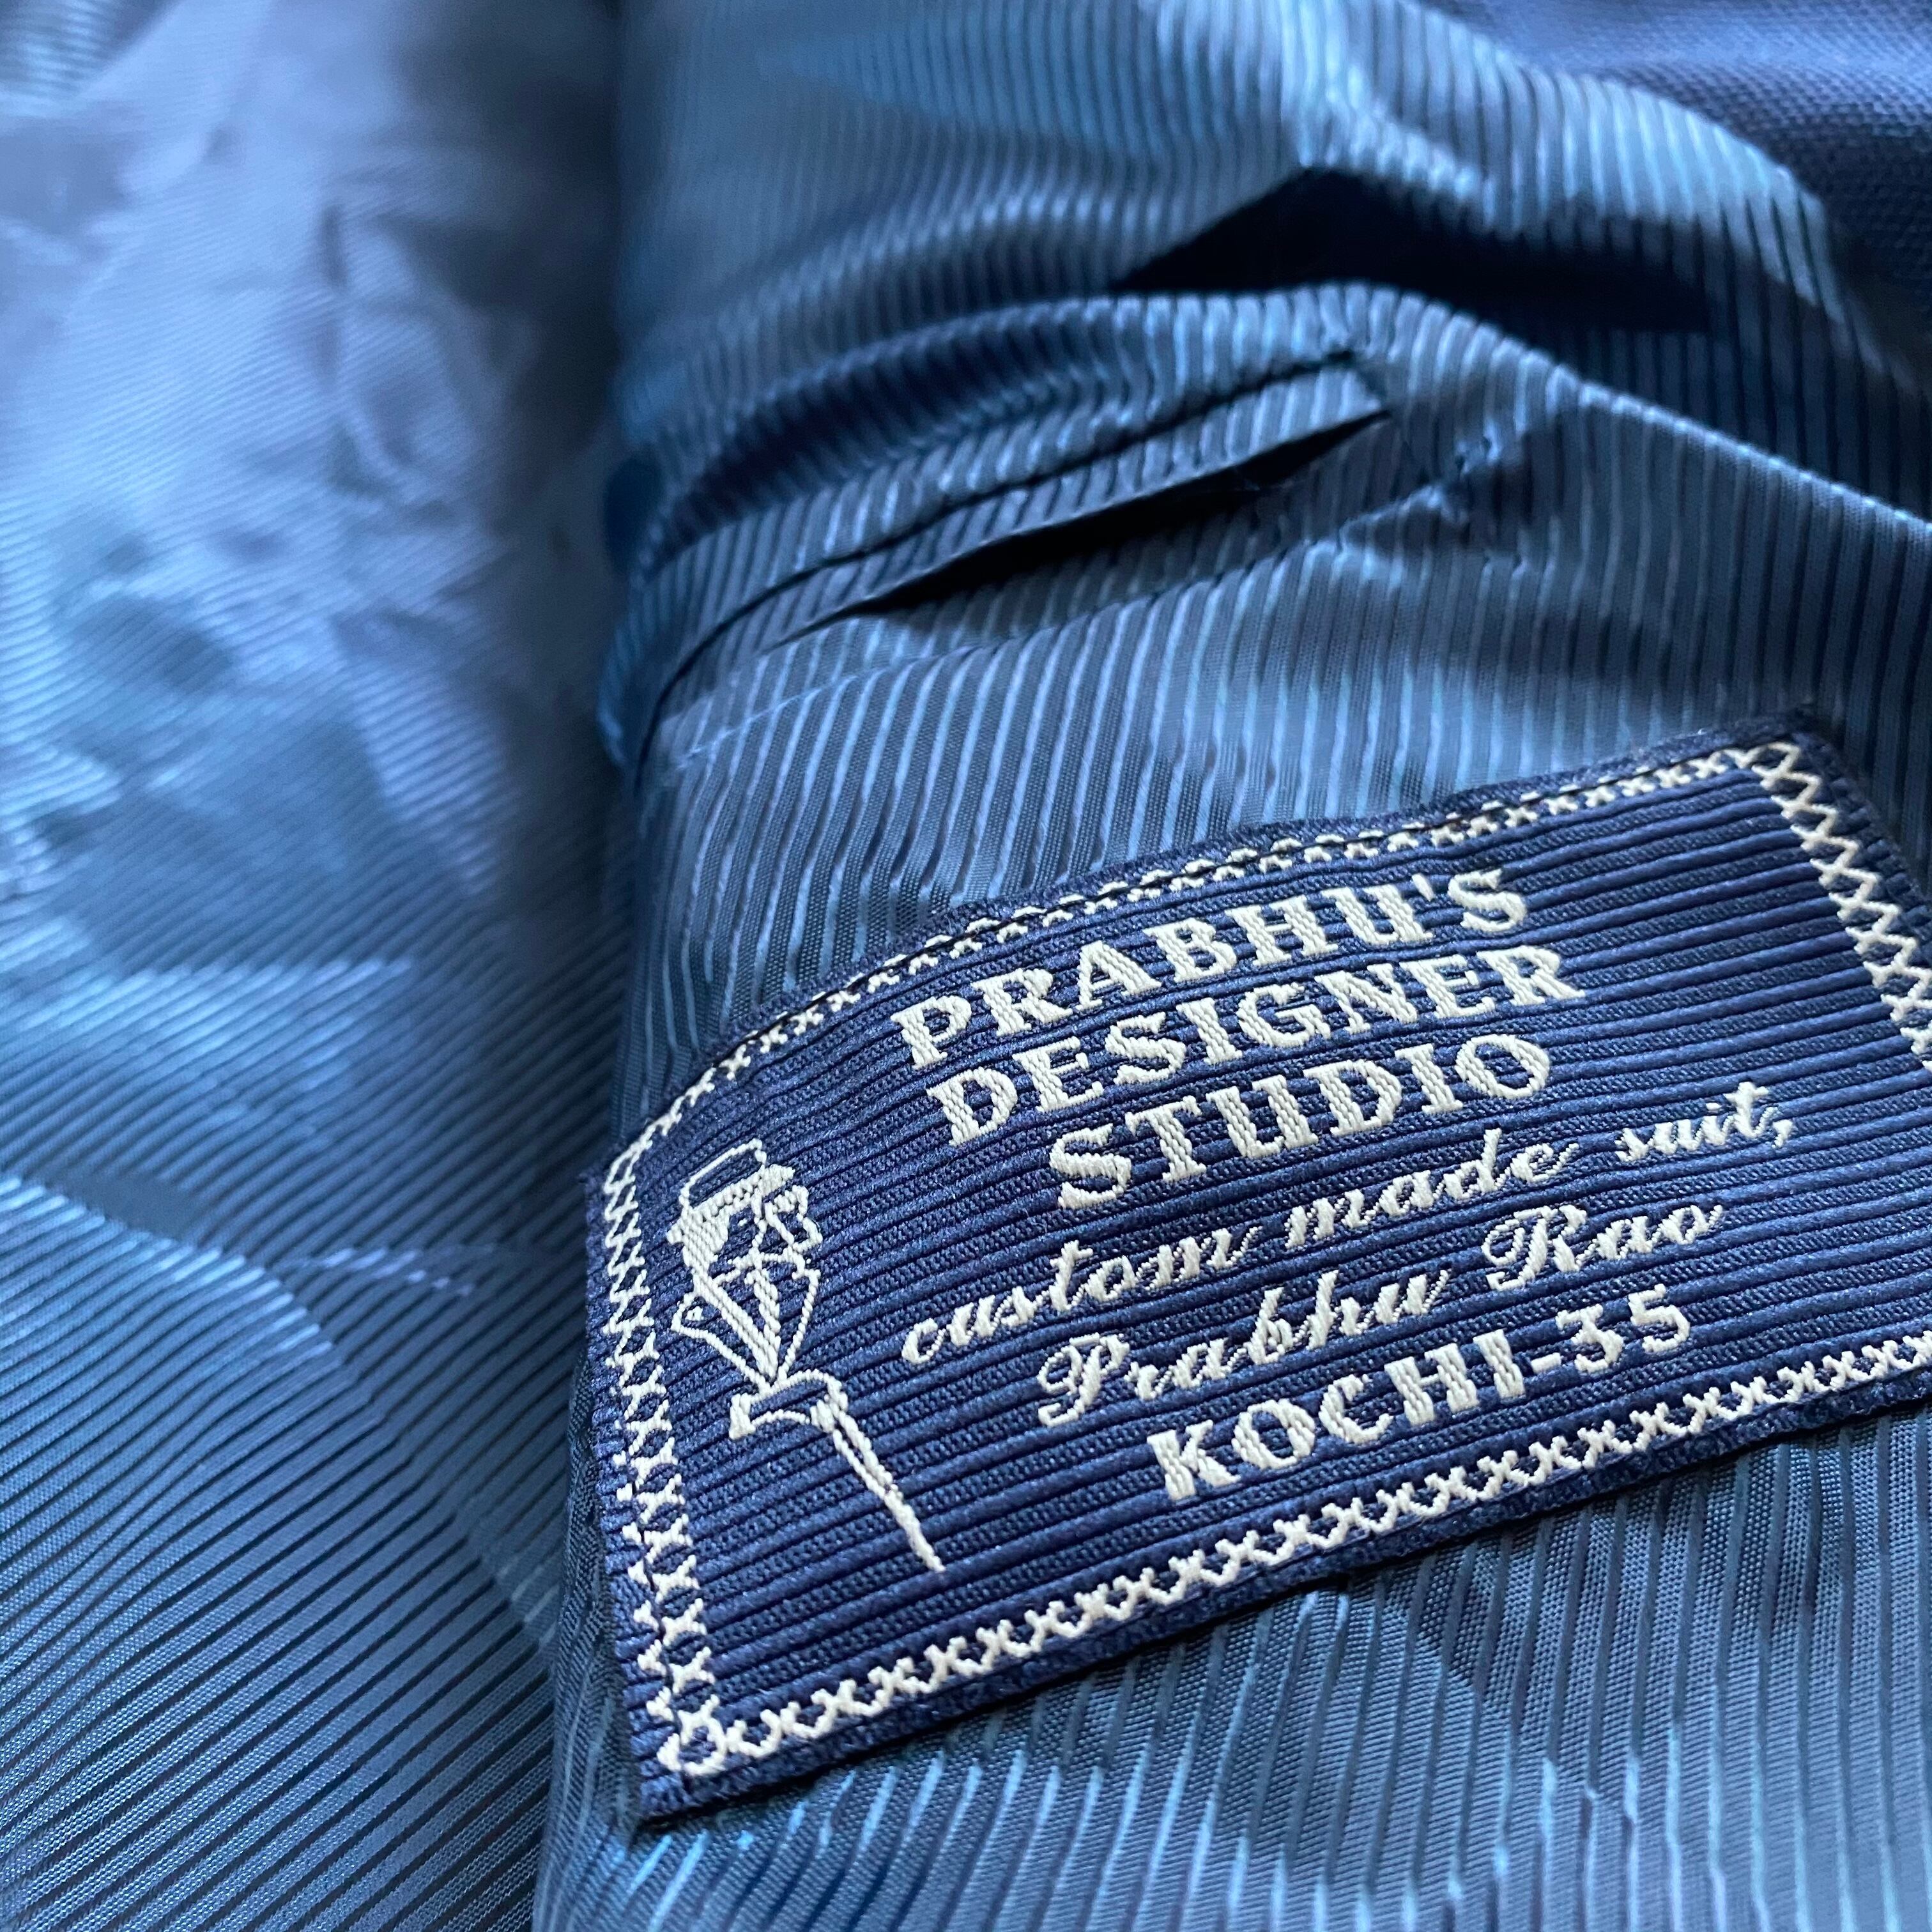 PRABHU'S
DESIGNER
STUDIO
custom made suit,
Prabhu Rao
KOCHI-35